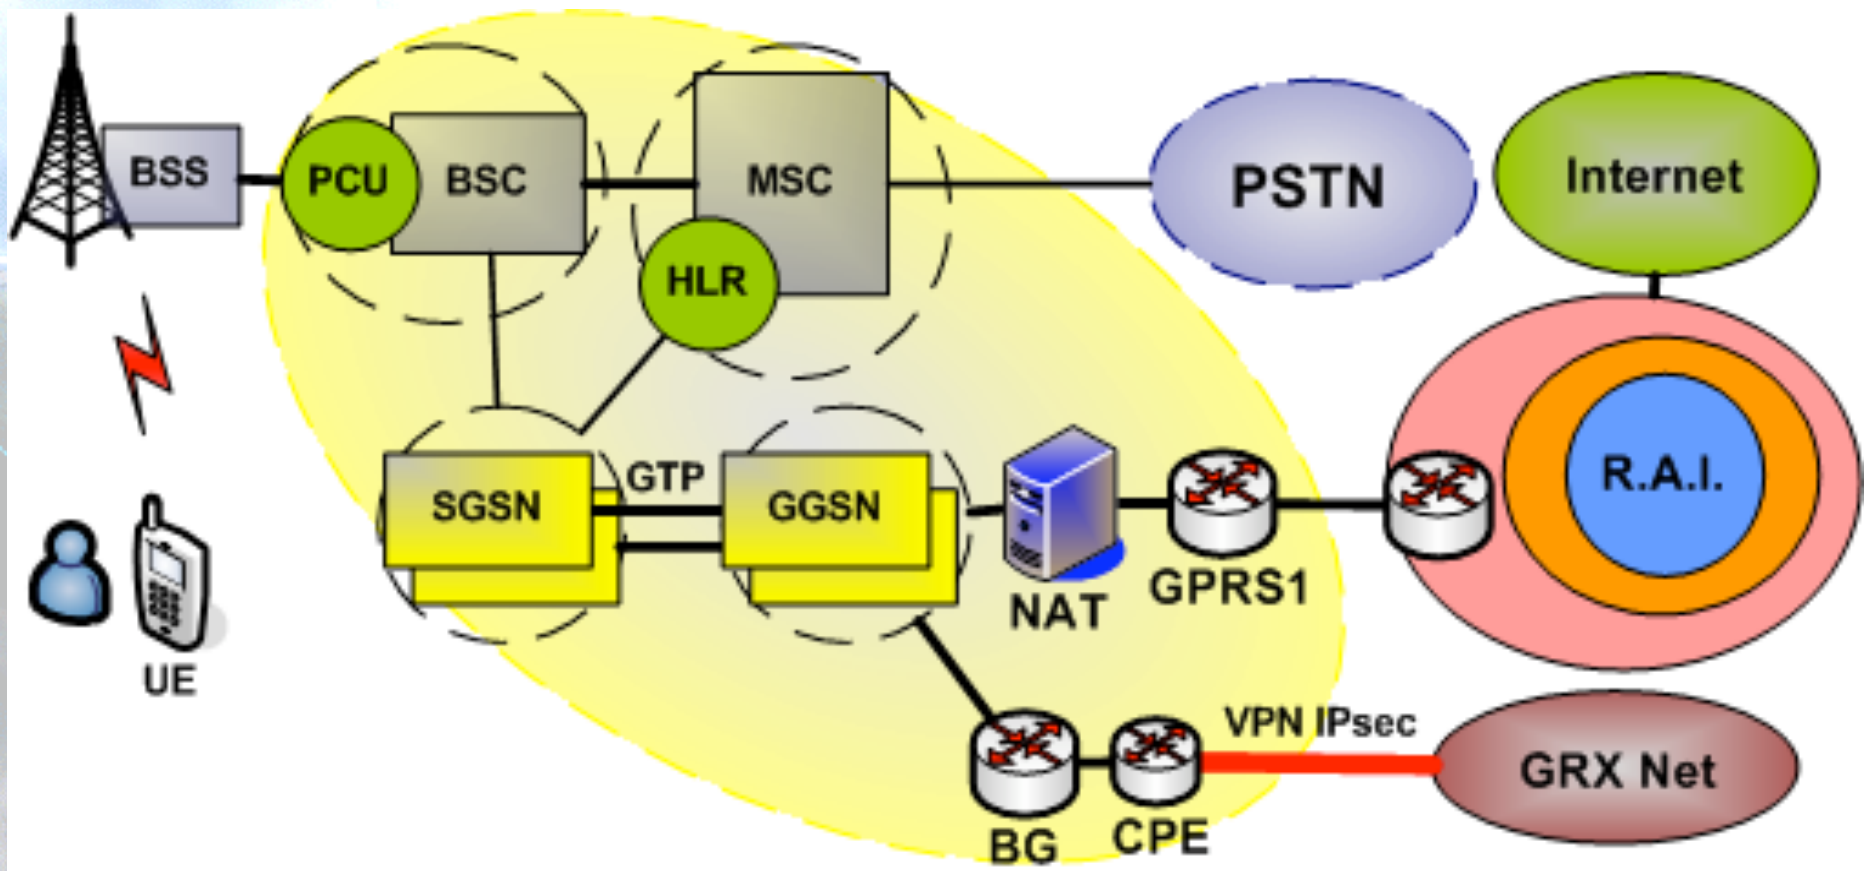 BSS
PCU
BSC
MSC
PSTN
Internet
HLR
SGSN
GTP
GGSN
R.A.I.
NAT
GPRS1
UE
VPN IPsec
GRX Net
BG
CPE